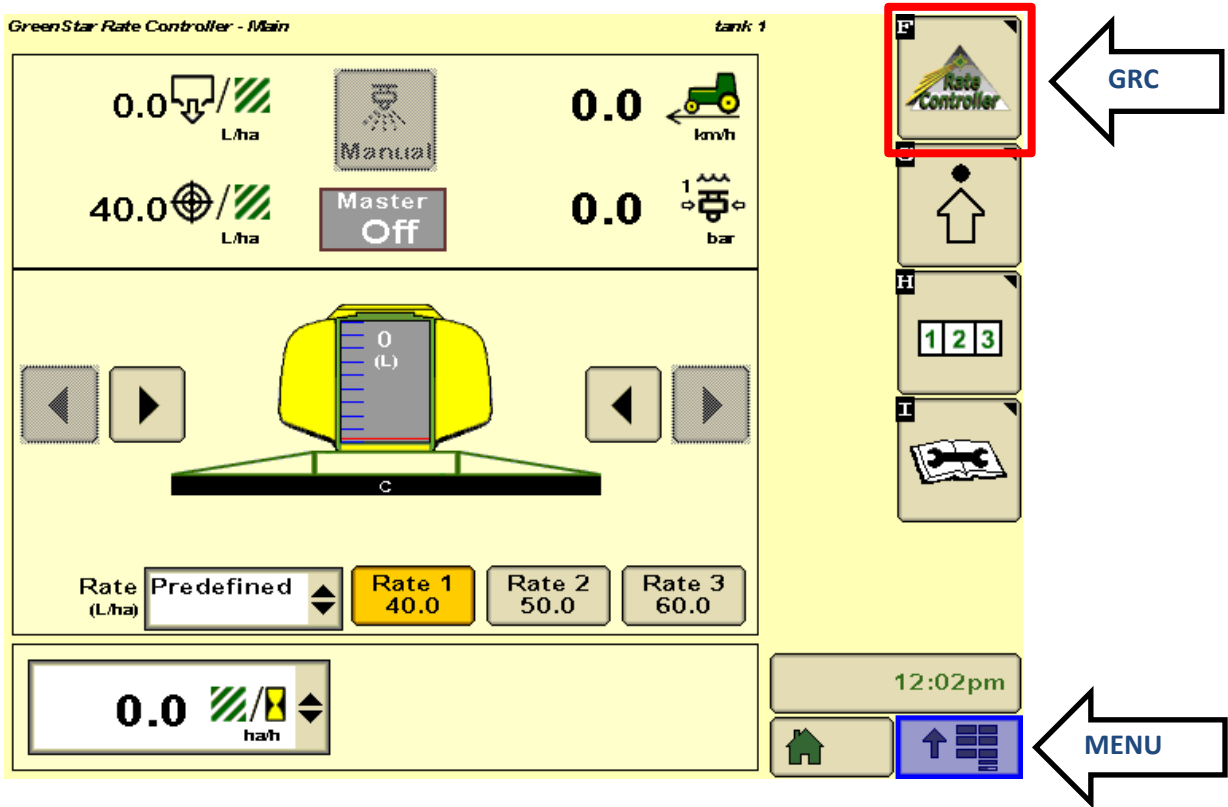 GreenStar Rate Controller - Main
tank 1
0.0
L/ha
Manual
0.0
km/h
40.0
L/ha
Master
Off
0.0
1
bar
0
(L)
C
Rate
(L/ha)
Predefined
Rate 1
40.0
Rate 2
50.0
Rate 3
60.0
0.0
ha/h
F
Rate
Controller
G
H
1 2 3
I
12:02pm
GRC
MENU